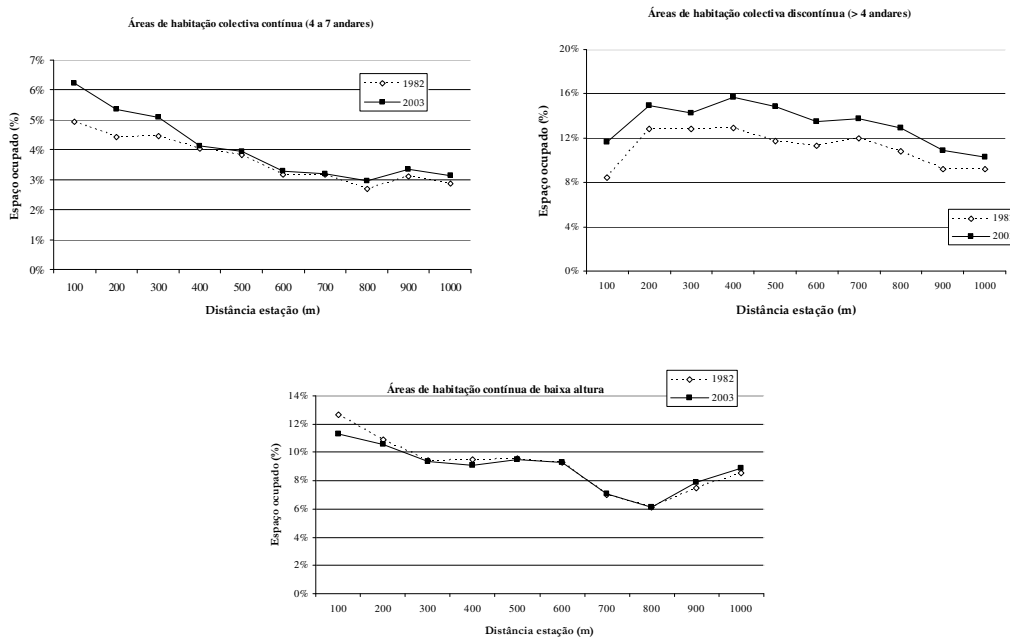 Áreas de habitação colectiva contínua (4 a 7 andares)
7%
6%
5%
4%
3%
2%
1%
0%
Espaço ocupado (%)
1982
2003
100 200 300 400 500 600 700 800 900 1000
Distância estação (m)
Áreas de habitação colectiva discontínua (> 4 andares)
20%
16%
12%
8%
4%
0%
Espaço ocupado (%)
100 200 300 400 500 600 700 800 900 1000
Distância estação (m)
Áreas de habitação contínua de baixa altura
1982
2003
14%
12%
10%
8%
6%
4%
2%
0%
Espaço ocupado (%)
100 200 300 400 500 600 700 800 900 1000
Distância estação (m)